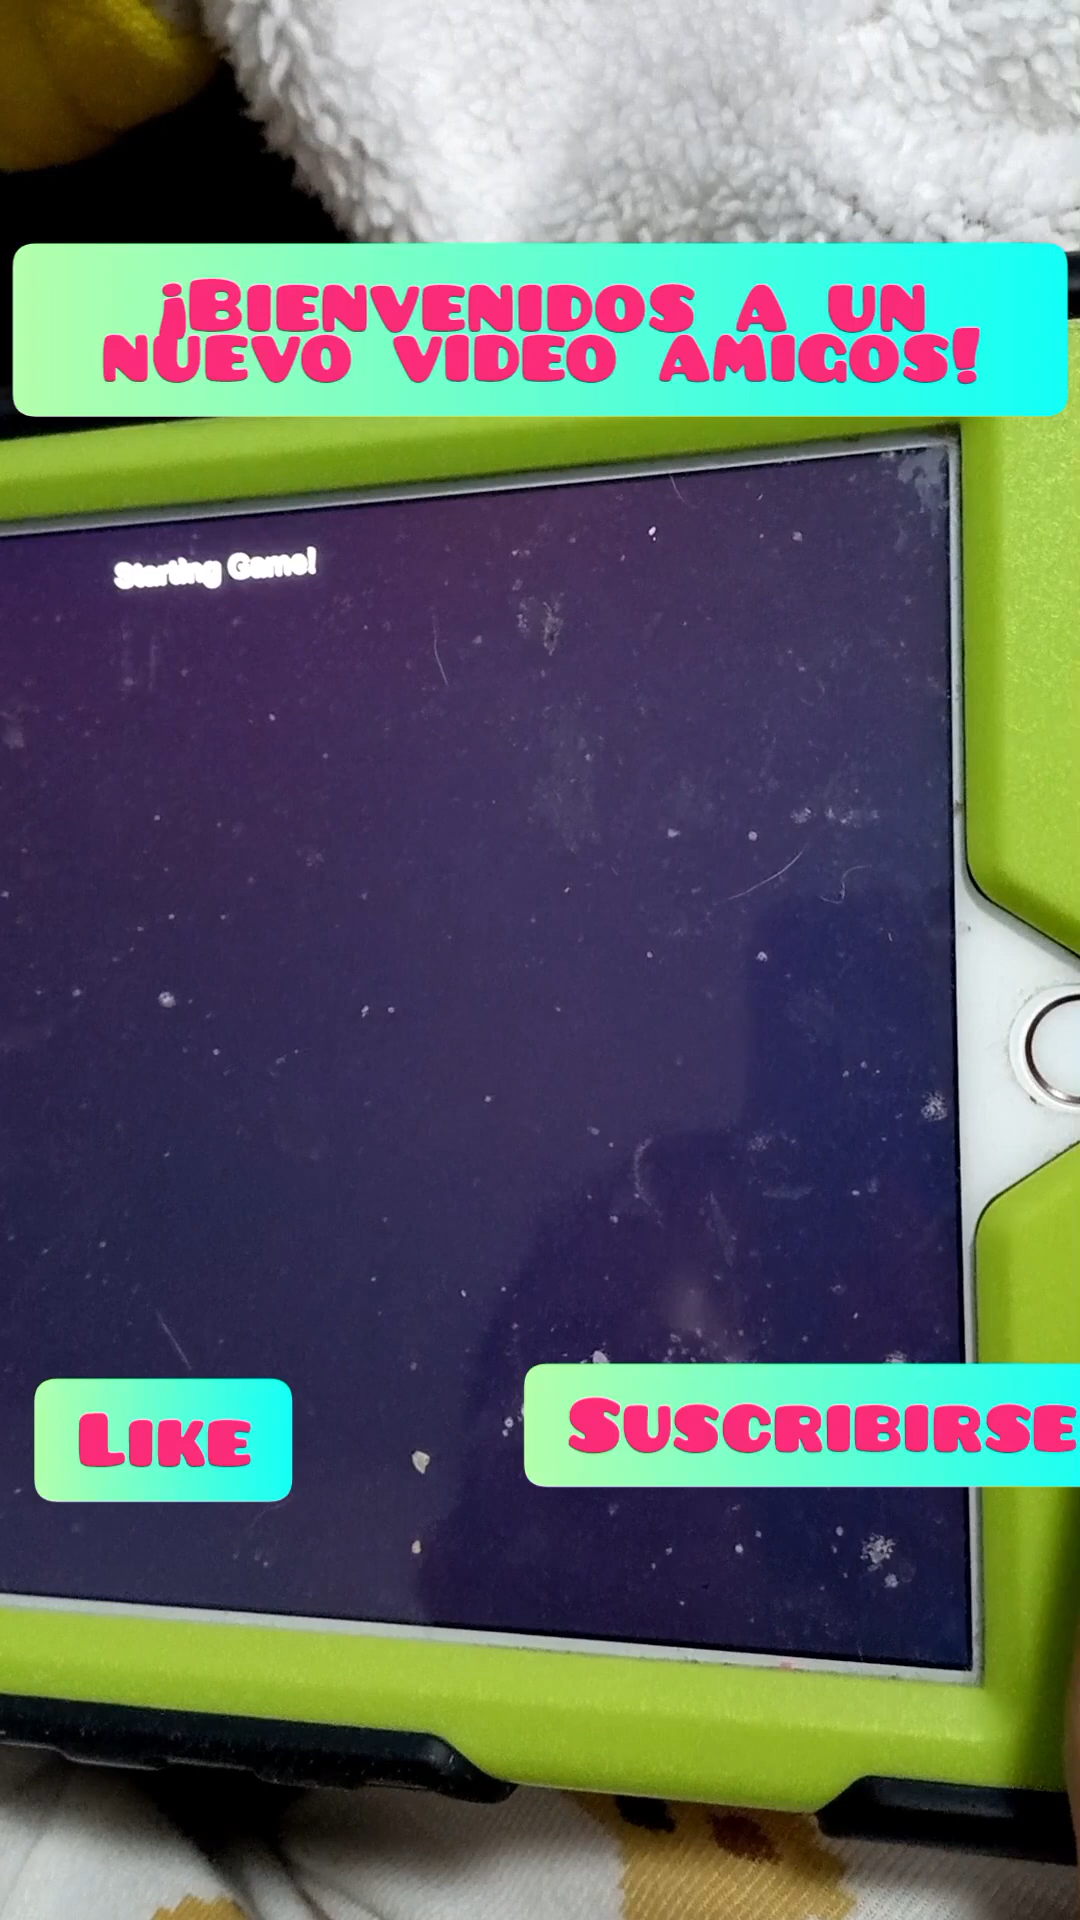 ¡Bienvenidos a un
nuevo video amigos!
Starting Game!
Like
Suscribirse